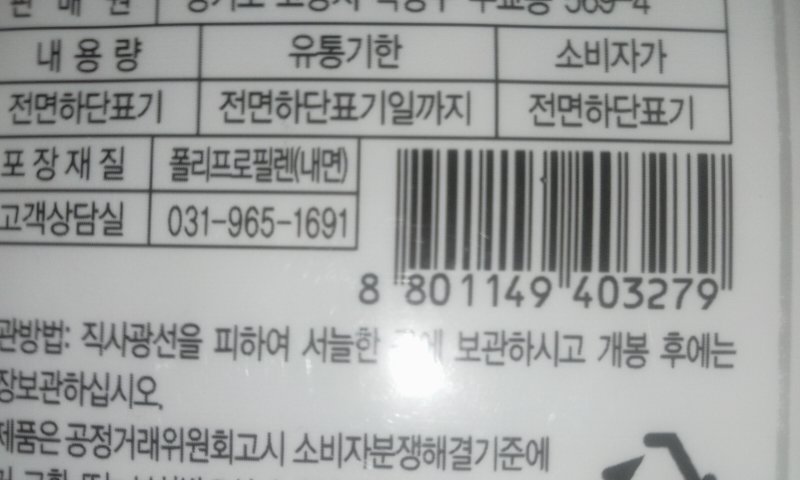 판 매 원
내 용 량 유통기한 소비자가
전면하단표기 전면하단표기일까지 전면하단표기
포 장 재 질 폴리프로필렌(내면)
고객상담실 031-965-1691
8 801149 403279
관방법: 직사광선을 피하여 서늘한 보관하시고 개봉 후에는
장보관하십시오.
제품은 공정거래위원회고시 소비자분쟁해결기준에